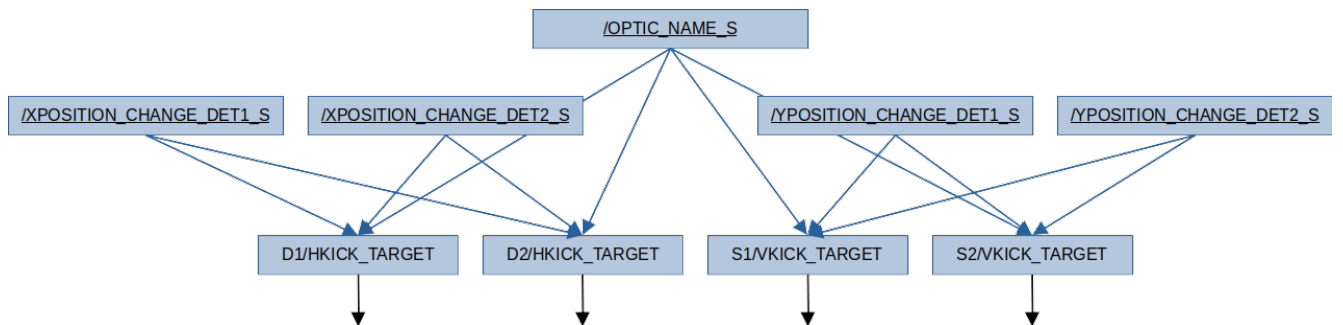 /OPTIC_NAME_S
/XPOSITION_CHANGE_DET1_S
/XPOSITION_CHANGE_DET2_S
/YPOSITION_CHANGE_DET1_S
/YPOSITION_CHANGE_DET2_S
D1/HKICK_TARGET
D2/HKICK_TARGET
S1/VKICK_TARGET
S2/VKICK_TARGET